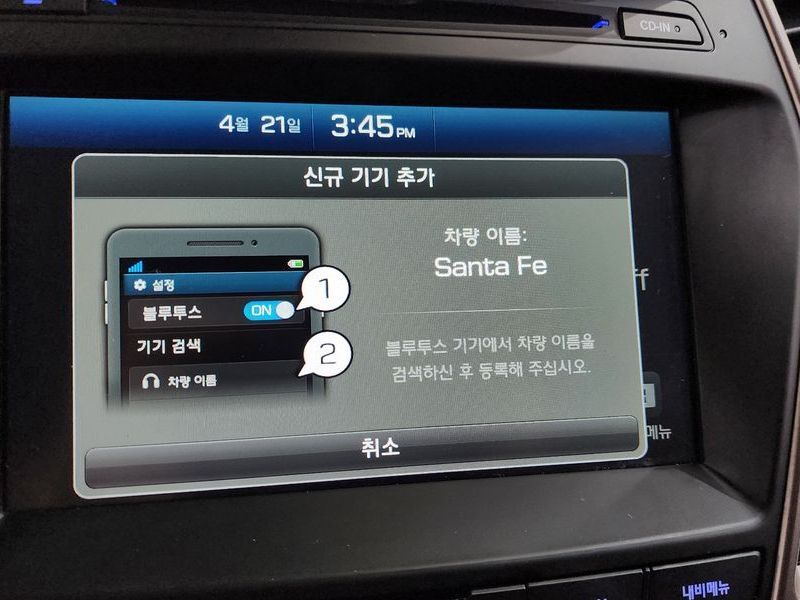 CD-IN
4월 21일 3:45 PM
신규 기기 추가
설정
블루투스 ON
1
기기 검색
2
차량 이름
차량 이름:
Santa Fe
블루투스 기기에서 차량 이름을
검색하신 후 등록해 주십시오.
취소
메뉴
내비메뉴